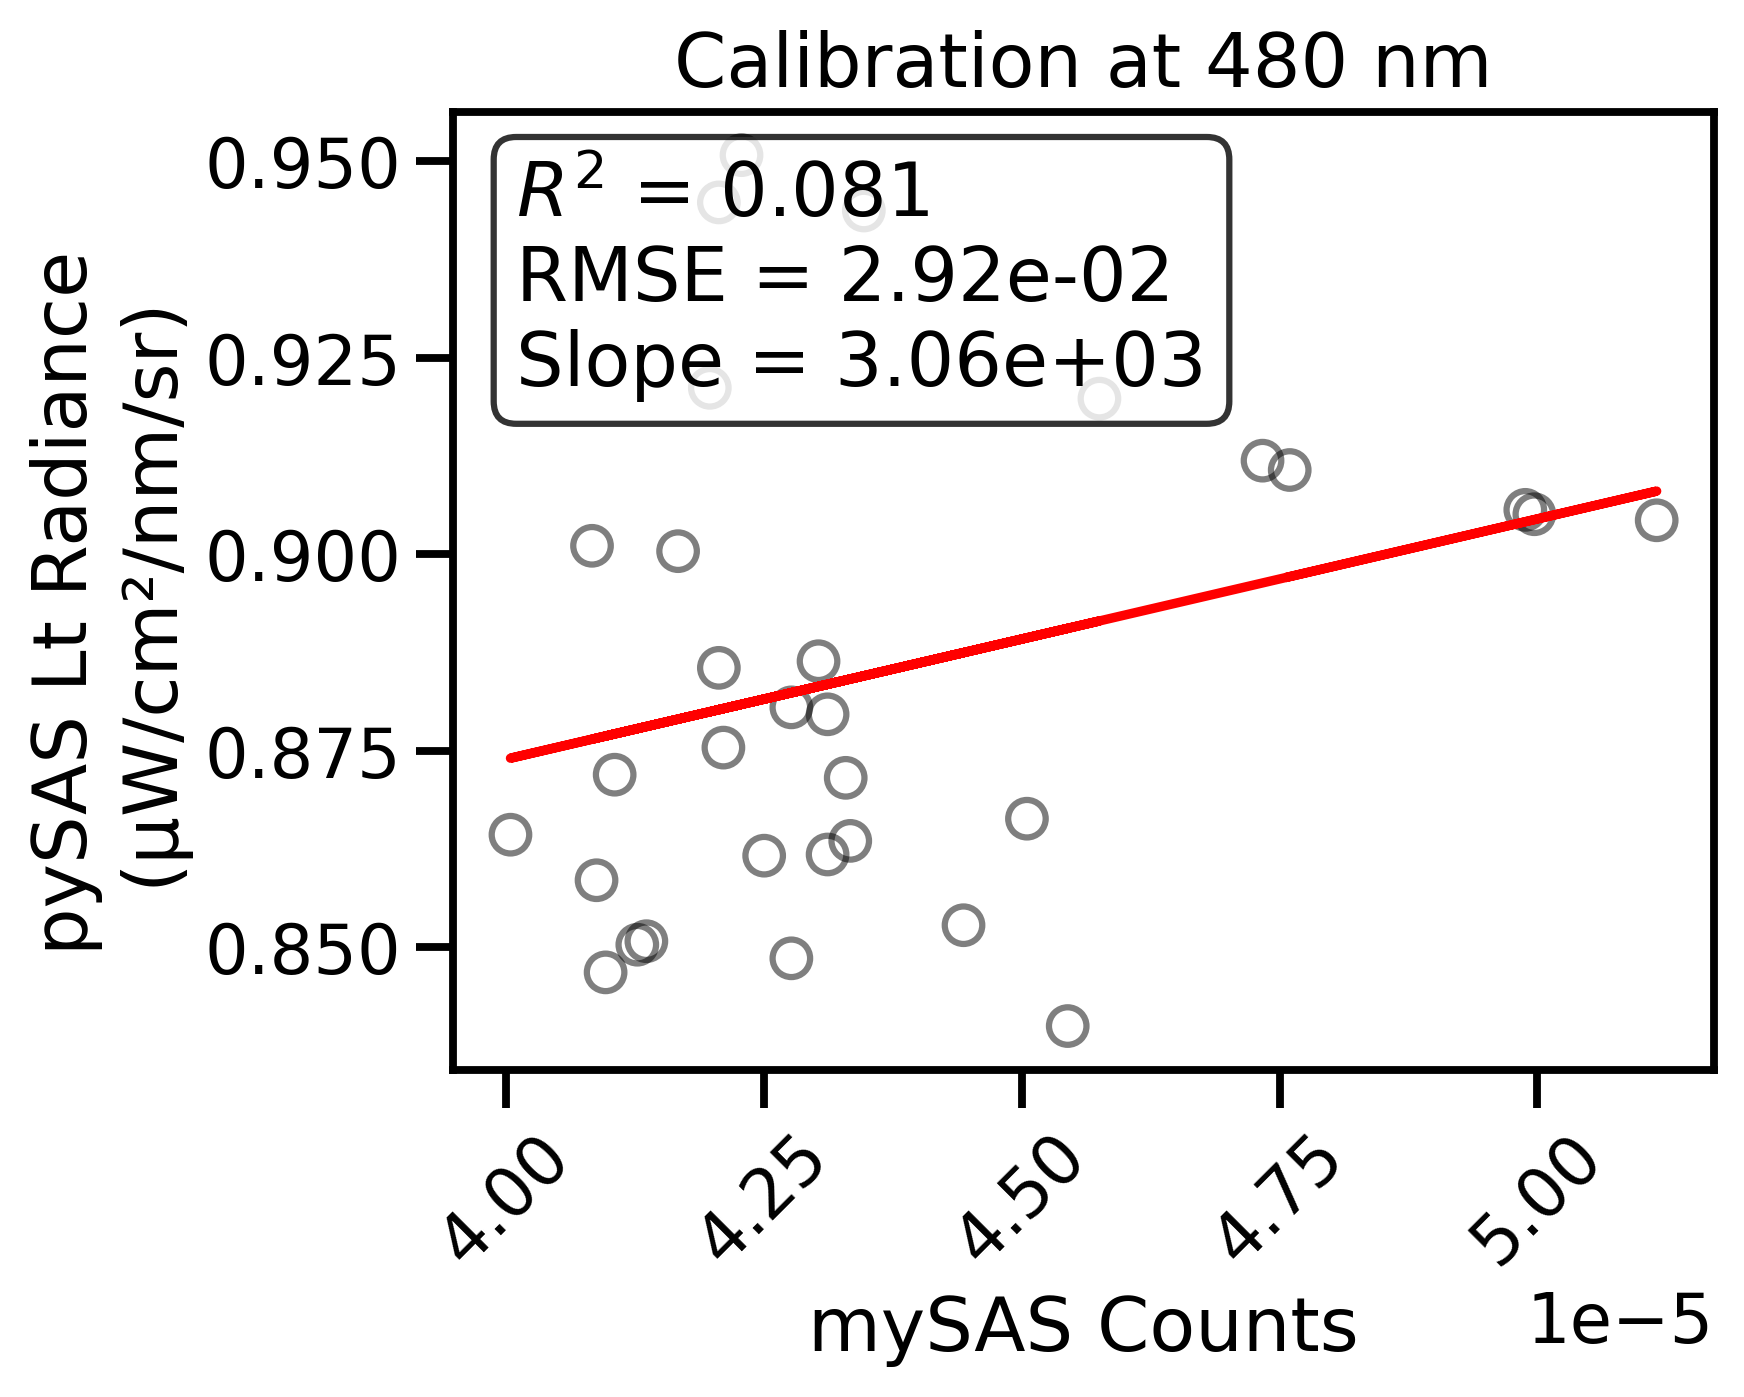 Calibration at 480 nm
R² = 0.081
RMSE = 2.92e-02
Slope = 3.06e+03
pySAS Lt Radiance
(µW/cm²/nm/sr)
0.950
0.925
0.900
0.875
0.850
4.00 4.25 4.50 4.75 5.00
1e−5
mySAS Counts